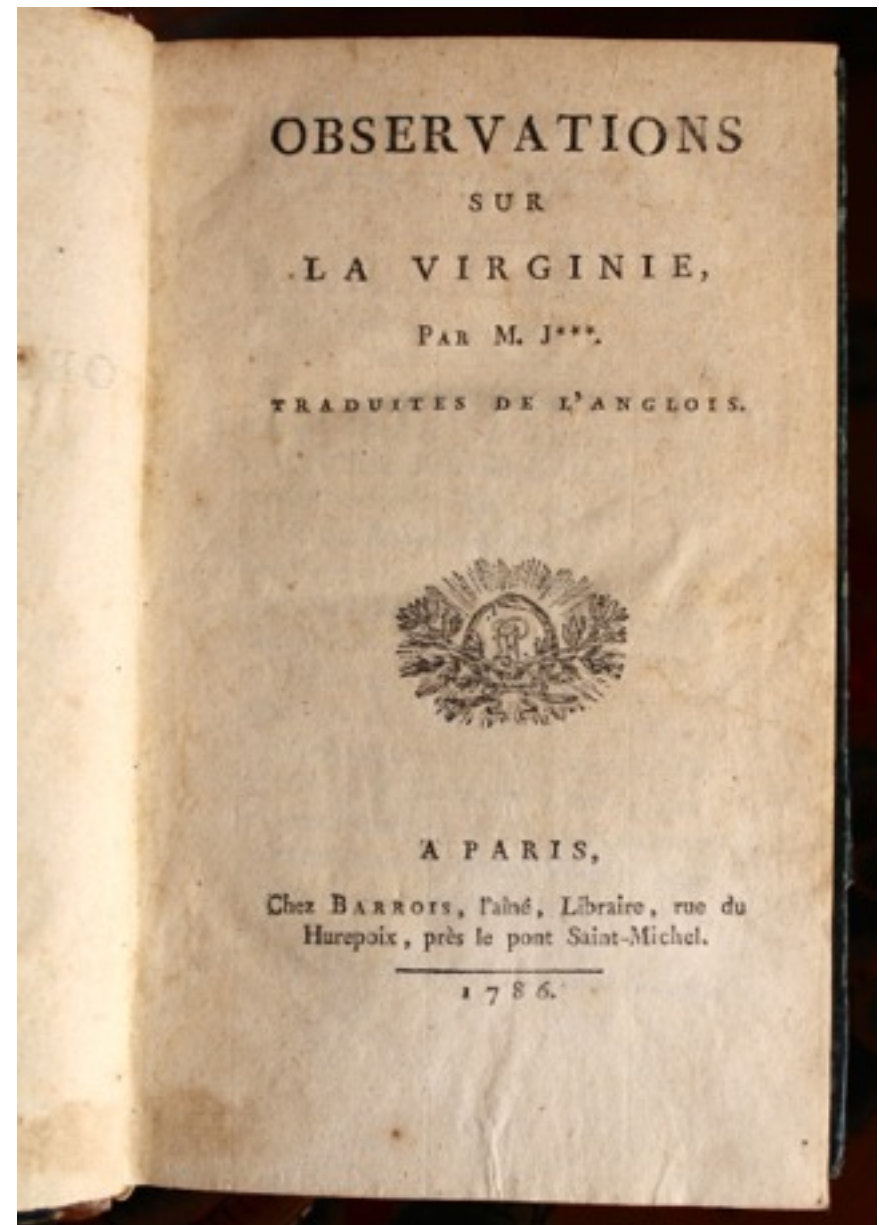 OBSERVATIONS
SUR
LA VIRGINIE,
PAR M. J***.
TRADUITES DE L'ANGLOIS.
A PARIS,
Chez BARROIS, l'aîné, Libraire, rue du
Hurepoix, près le pont Saint-Michel.
1786.